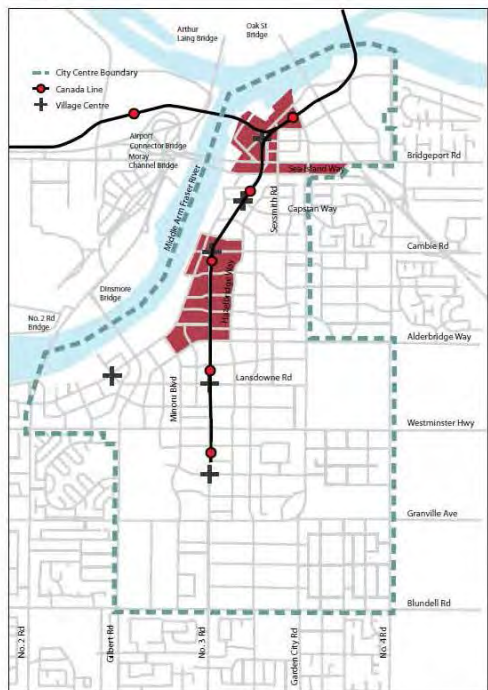 Arthur
Laing Bridge
Oak St
Bridge
City Centre Boundary
Canada Line
Village Centre
Airport
Connector Bridge
Moray
Channel Bridge
Bridgeport Rd
Sea Island Way
Sexsmith Rd
Capstan Way
Middle Arm Fraser River
Cambie Rd
Hazelbridge Way
Dinsmore
Bridge
No. 2 Rd
Bridge
Alderbridge Way
Minoru Blvd
Lansdowne Rd
Westminster Hwy
Granville Ave
Blundell Rd
No. 2 Rd
Gilbert Rd
No. 3 Rd
Garden City Rd
No. 4 Rd